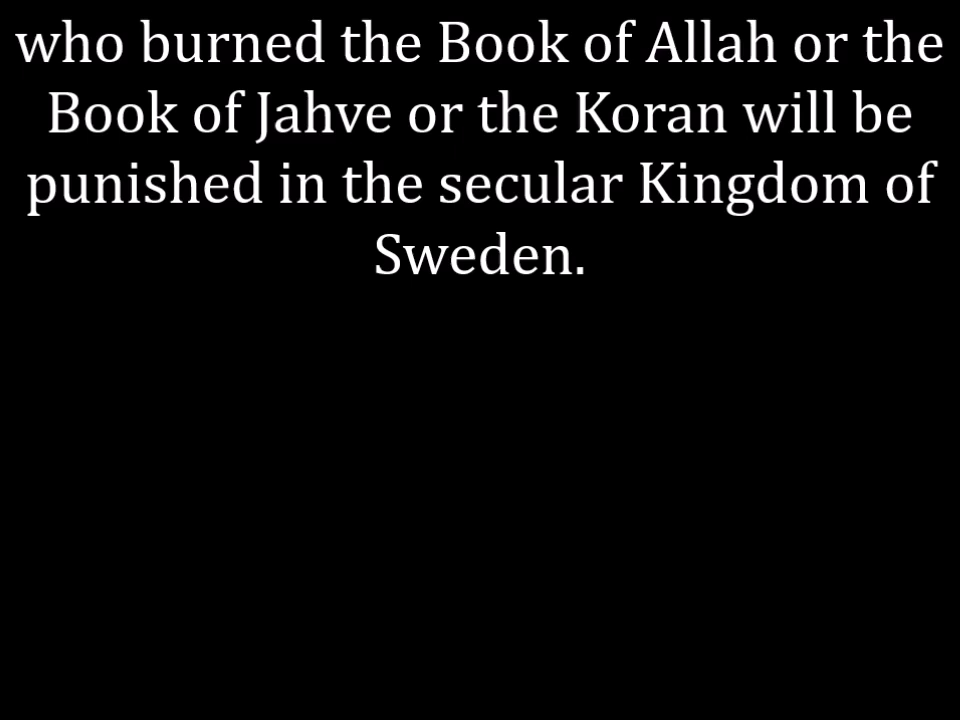 who burned the Book of Allah or the
Book of Jahve or the Koran will be
punished in the secular Kingdom of
Sweden.